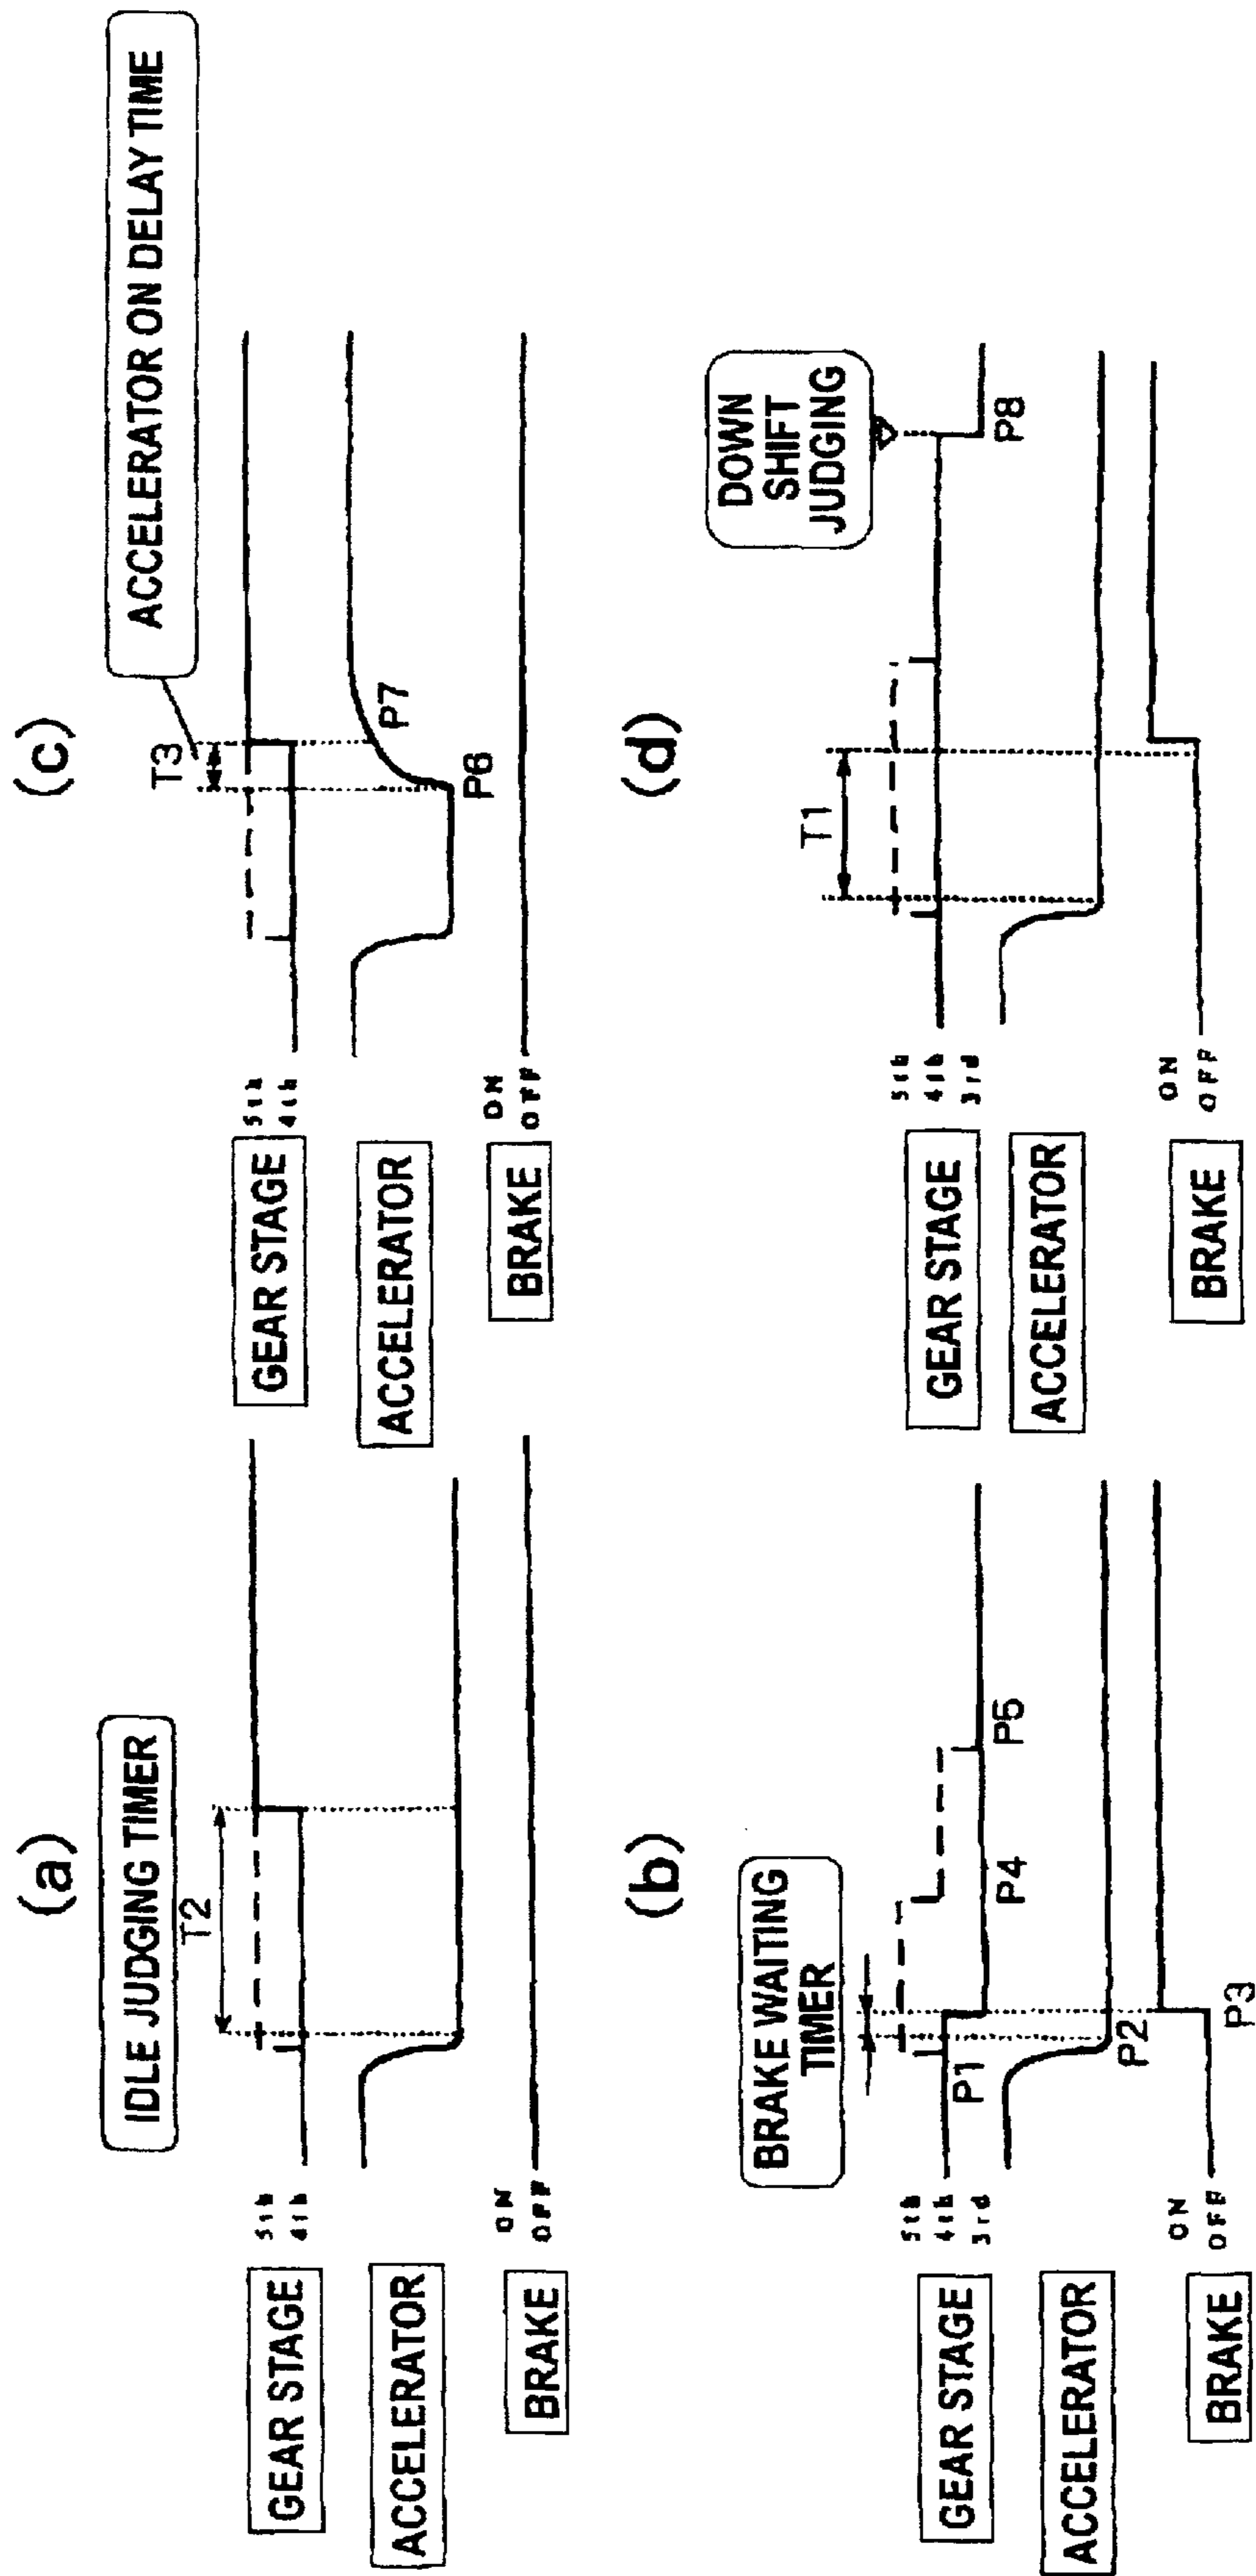 (a)
IDLE JUDGING TIMER
T2
GEAR STAGE
5th
4th
ACCELERATOR
BRAKE
ON
OFF
(b)
BRAKE WAITING
TIMER
GEAR STAGE
5th
4th
3rd
P1
P4
P5
ACCELERATOR
P2
BRAKE
ON
OFF
P3
(c)
ACCELERATOR ON DELAY TIME
T3
GEAR STAGE
5th
4th
ACCELERATOR
P7
P6
BRAKE
ON
OFF
(d)
DOWN
SHIFT
JUDGING
T1
GEAR STAGE
5th
4th
3rd
P8
ACCELERATOR
BRAKE
ON
OFF